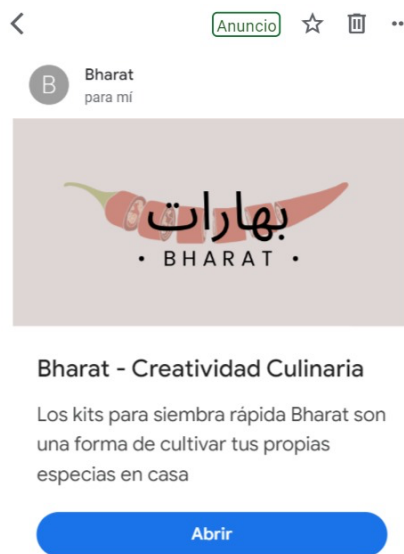 Anuncio
B
Bharat
para mí
بهارات
• BHARAT •
Bharat - Creatividad Culinaria
Los kits para siembra rápida Bharat son
una forma de cultivar tus propias
especias en casa
Abrir